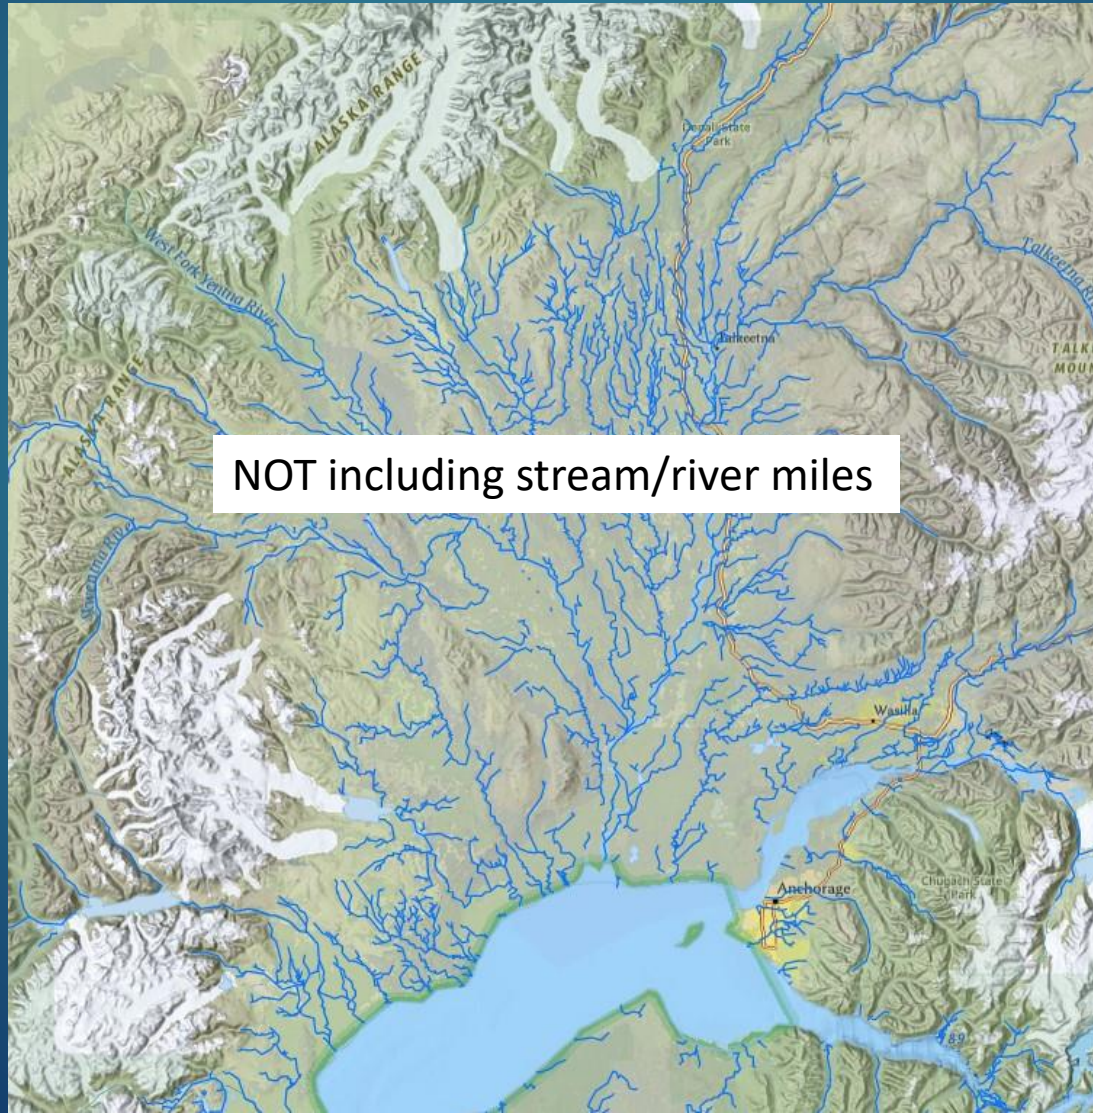 ALASKA RANGE
Denali State
Park
West Fork Yentna River
Talkeetna
TALK
MOUN
ALASKA RANGE
NOT including stream/river miles
Wasilla
Anchorage
Chugach State
Park
89